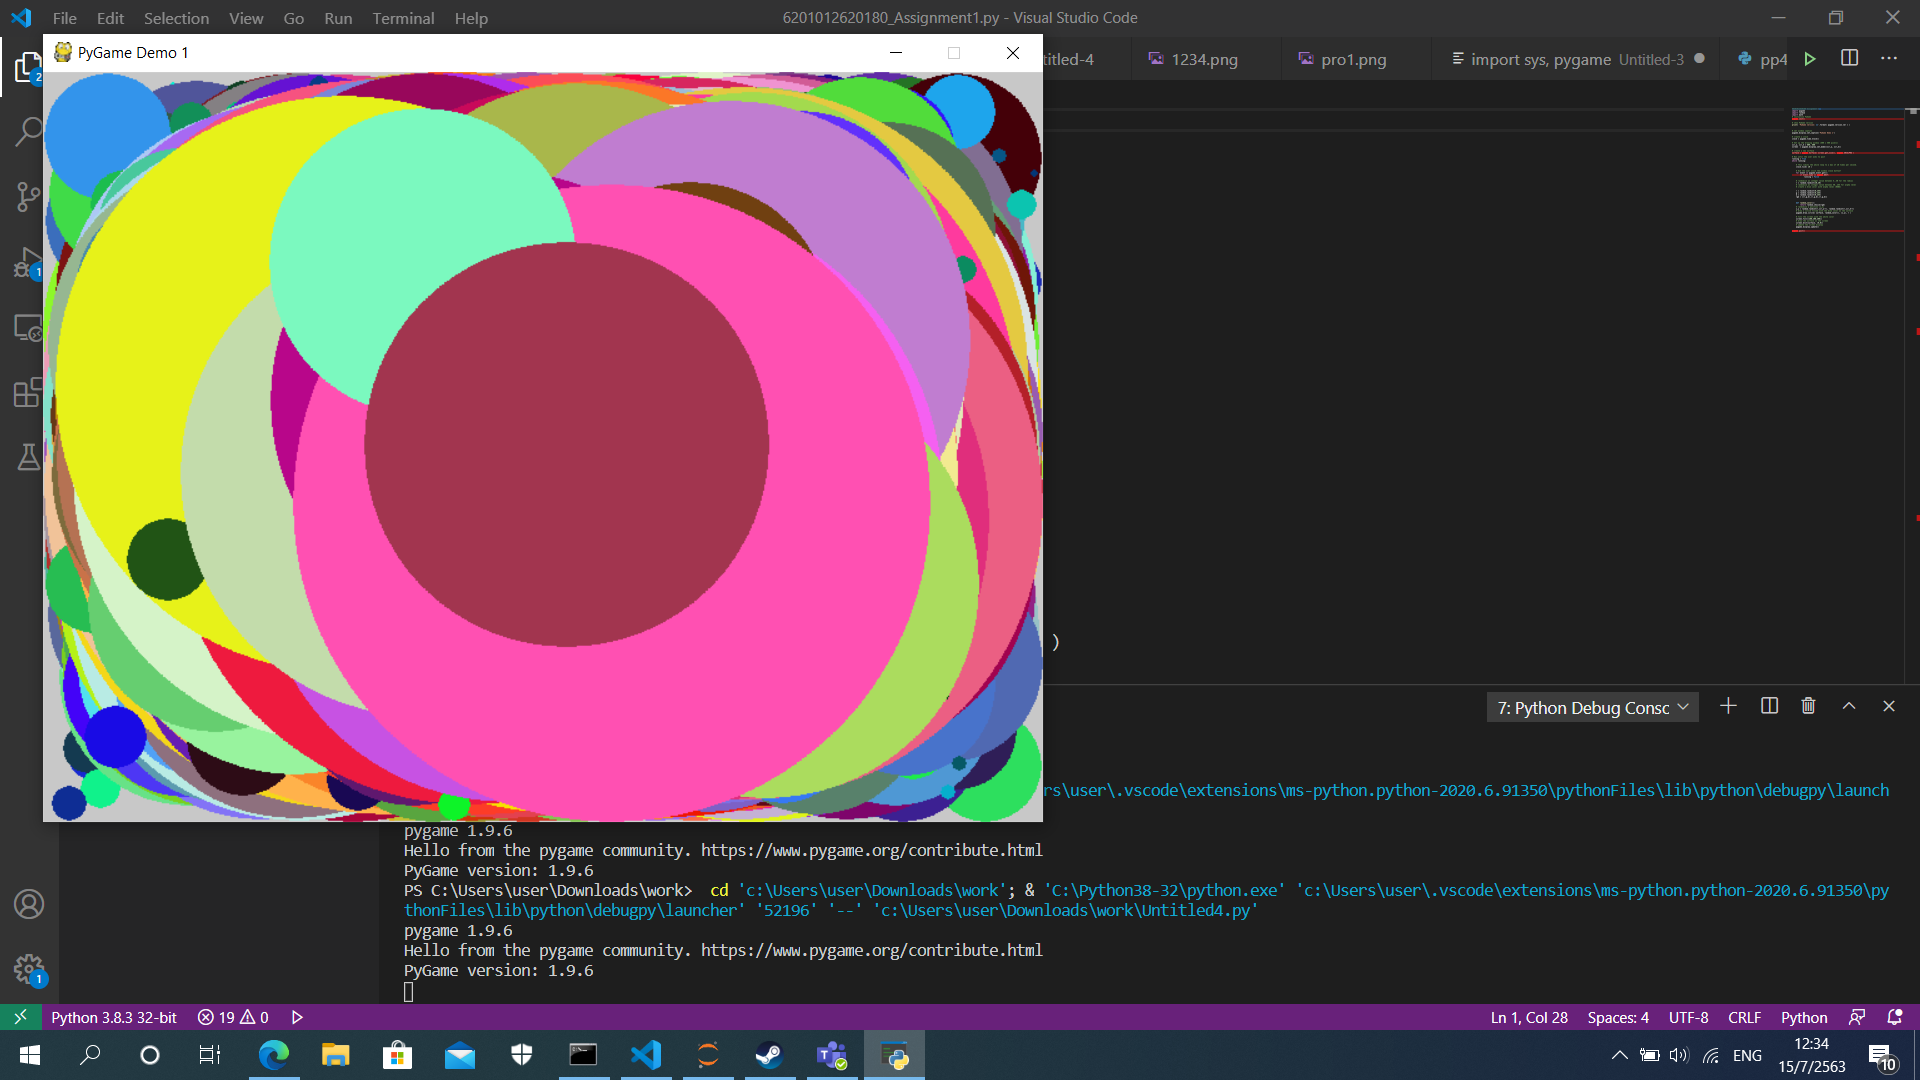 File Edit Selection View Go Run Terminal Help
6201012620180_Assignment1.py - Visual Studio Code
PyGame Demo 1
titled-4
1234.png
pro1.png
import sys, pygame Untitled-3
pp4
2
1
)
7: Python Debug Consc
rs\user\.vscode\extensions\ms-python.python-2020.6.91350\pythonFiles\lib\python\debugpy\launch
pygame 1.9.6
Hello from the pygame community. https://www.pygame.org/contribute.html
PyGame version: 1.9.6
PS C:\Users\user\Downloads\work>  cd 'c:\Users\user\Downloads\work'; & 'C:\Python38-32\python.exe' 'c:\Users\user\.vscode\extensions\ms-python.python-2020.6.91350\py
thonFiles\lib\python\debugpy\launcher' '52196' '--' 'c:\Users\user\Downloads\work\Untitled4.py'
pygame 1.9.6
Hello from the pygame community. https://www.pygame.org/contribute.html
PyGame version: 1.9.6
1
Python 3.8.3 32-bit 19 0
Ln 1, Col 28 Spaces: 4 UTF-8 CRLF Python
ENG
12:34
15/7/2563
10